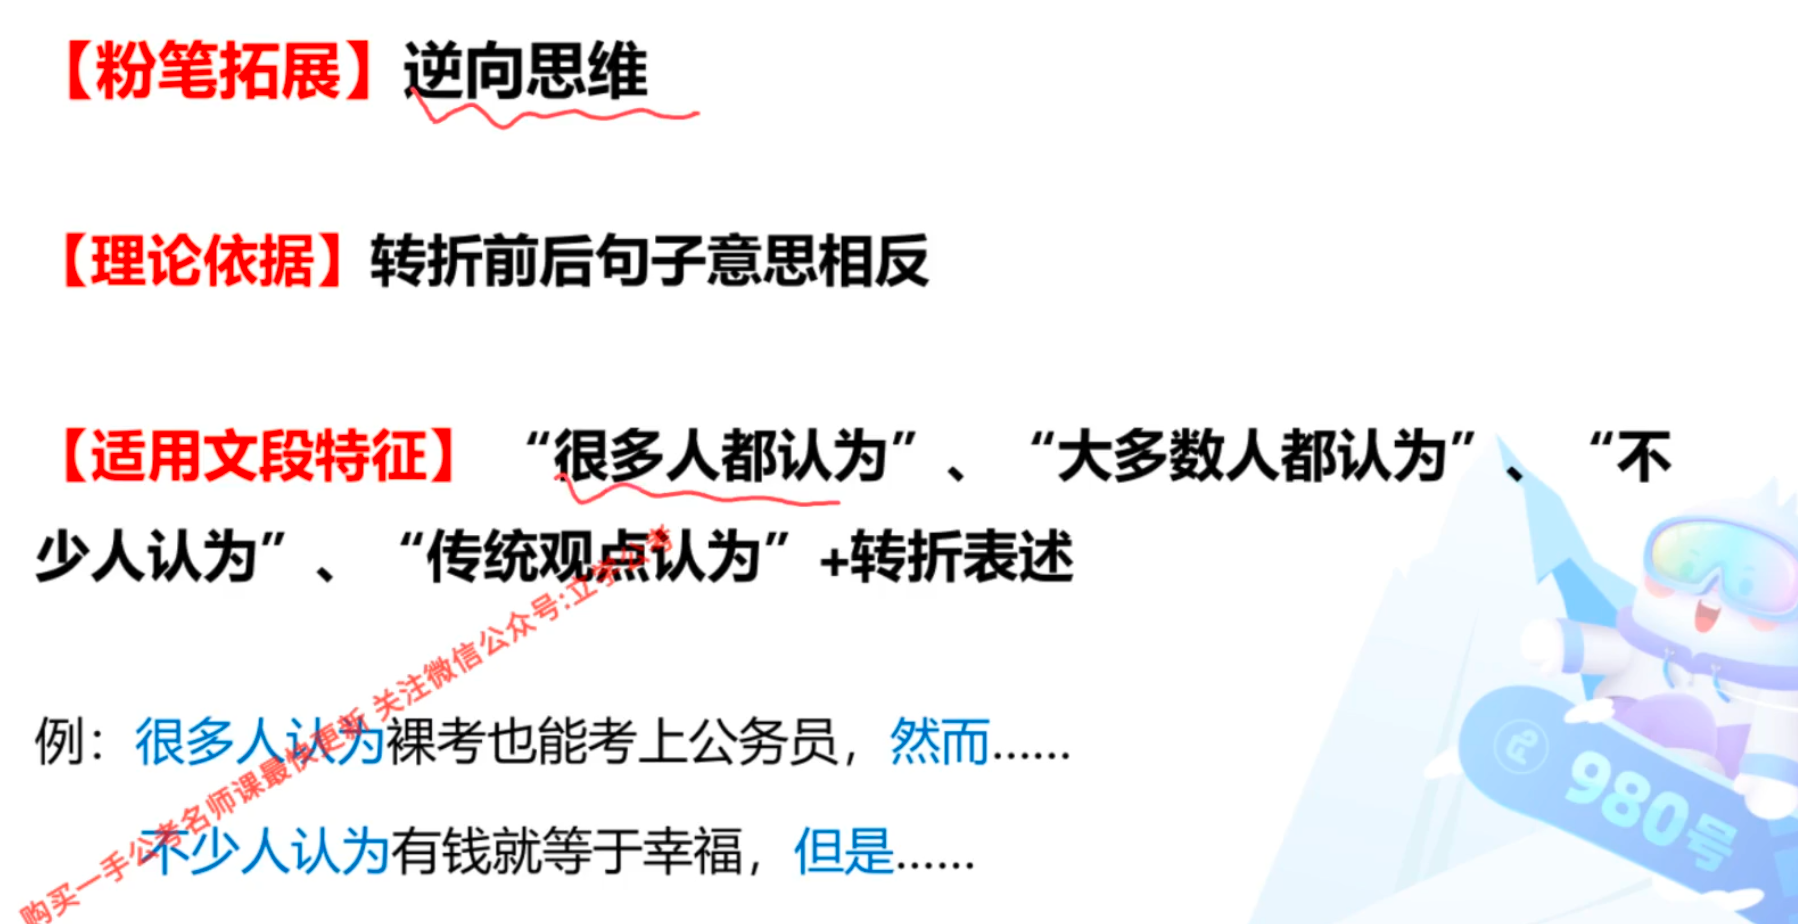 【粉笔拓展】逆向思维
【理论依据】转折前后句子意思相反
【适用文段特征】 “很多人都认为”、 “大多数人都认为”、 “不
少人认为”、 “传统观点认为”+转折表述
例：很多人认为裸考也能考上公务员，然而……
不少人认为有钱就等于幸福，但是……
购买一手公考名师课最快更新 关注微信公众号:立学公考
980号